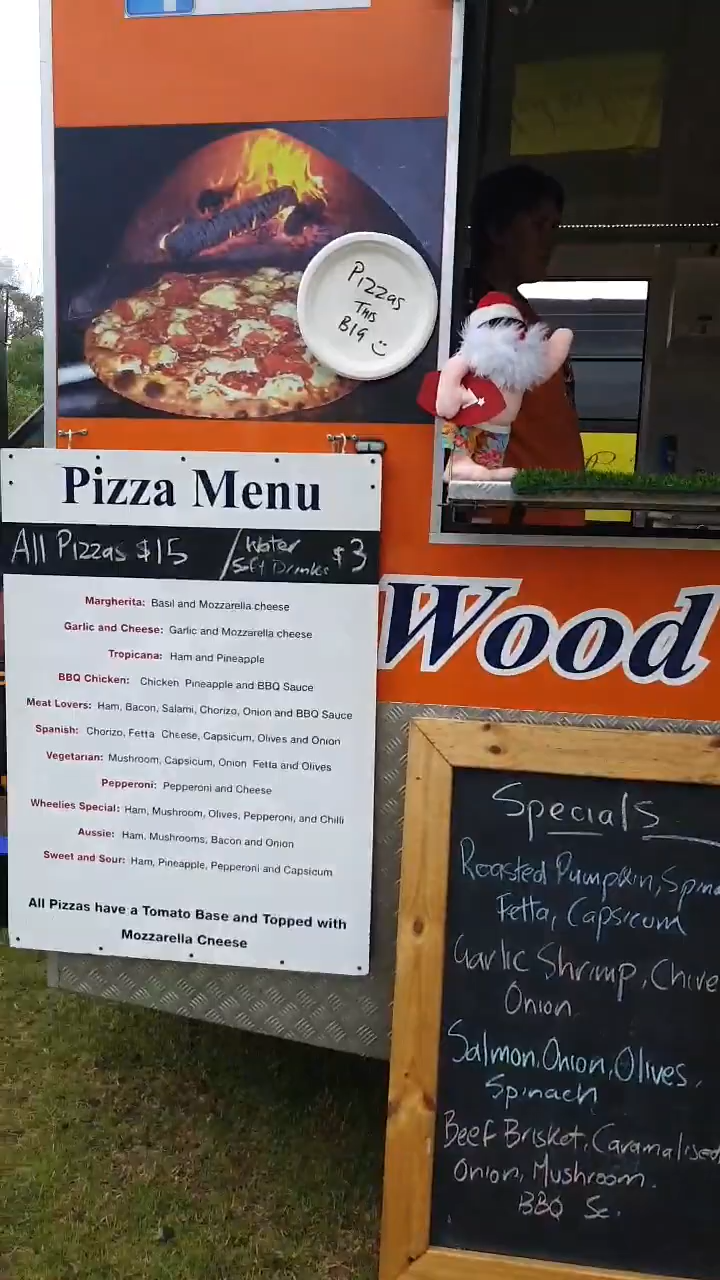 Pizzas
This
Big
Pizza Menu
All Pizzas $15 / Water
Soft Drinks $3
Margherita: Basil and Mozzarella cheese
Garlic and Cheese: Garlic and Mozzarella cheese
Tropicana: Ham and Pineapple
BBQ Chicken: Chicken Pineapple and BBQ Sauce
Meat Lovers: Ham, Bacon, Salami, Chorizo, Onion and BBQ Sauce
Spanish: Chorizo, Fetta Cheese, Capsicum, Olives and Onion
Vegetarian: Mushroom, Capsicum, Onion Fetta and Olives
Pepperoni: Pepperoni and Cheese
Wheelies Special: Ham, Mushroom, Olives, Pepperoni, and Chilli
Aussie: Ham, Mushrooms, Bacon and Onion
Sweet and Sour: Ham, Pineapple, Pepperoni and Capsicum
All Pizzas have a Tomato Base and Topped with
Mozzarella Cheese
Wood
Specials
Roasted Pumpkin, Spina
Fetta, Capsicum
Garlic Shrimp, Chive
Onion
Salmon, Onion, Olives,
Spinach
Beef Brisket, Caramalised
Onion, Mushroom.
BBQ Sc.